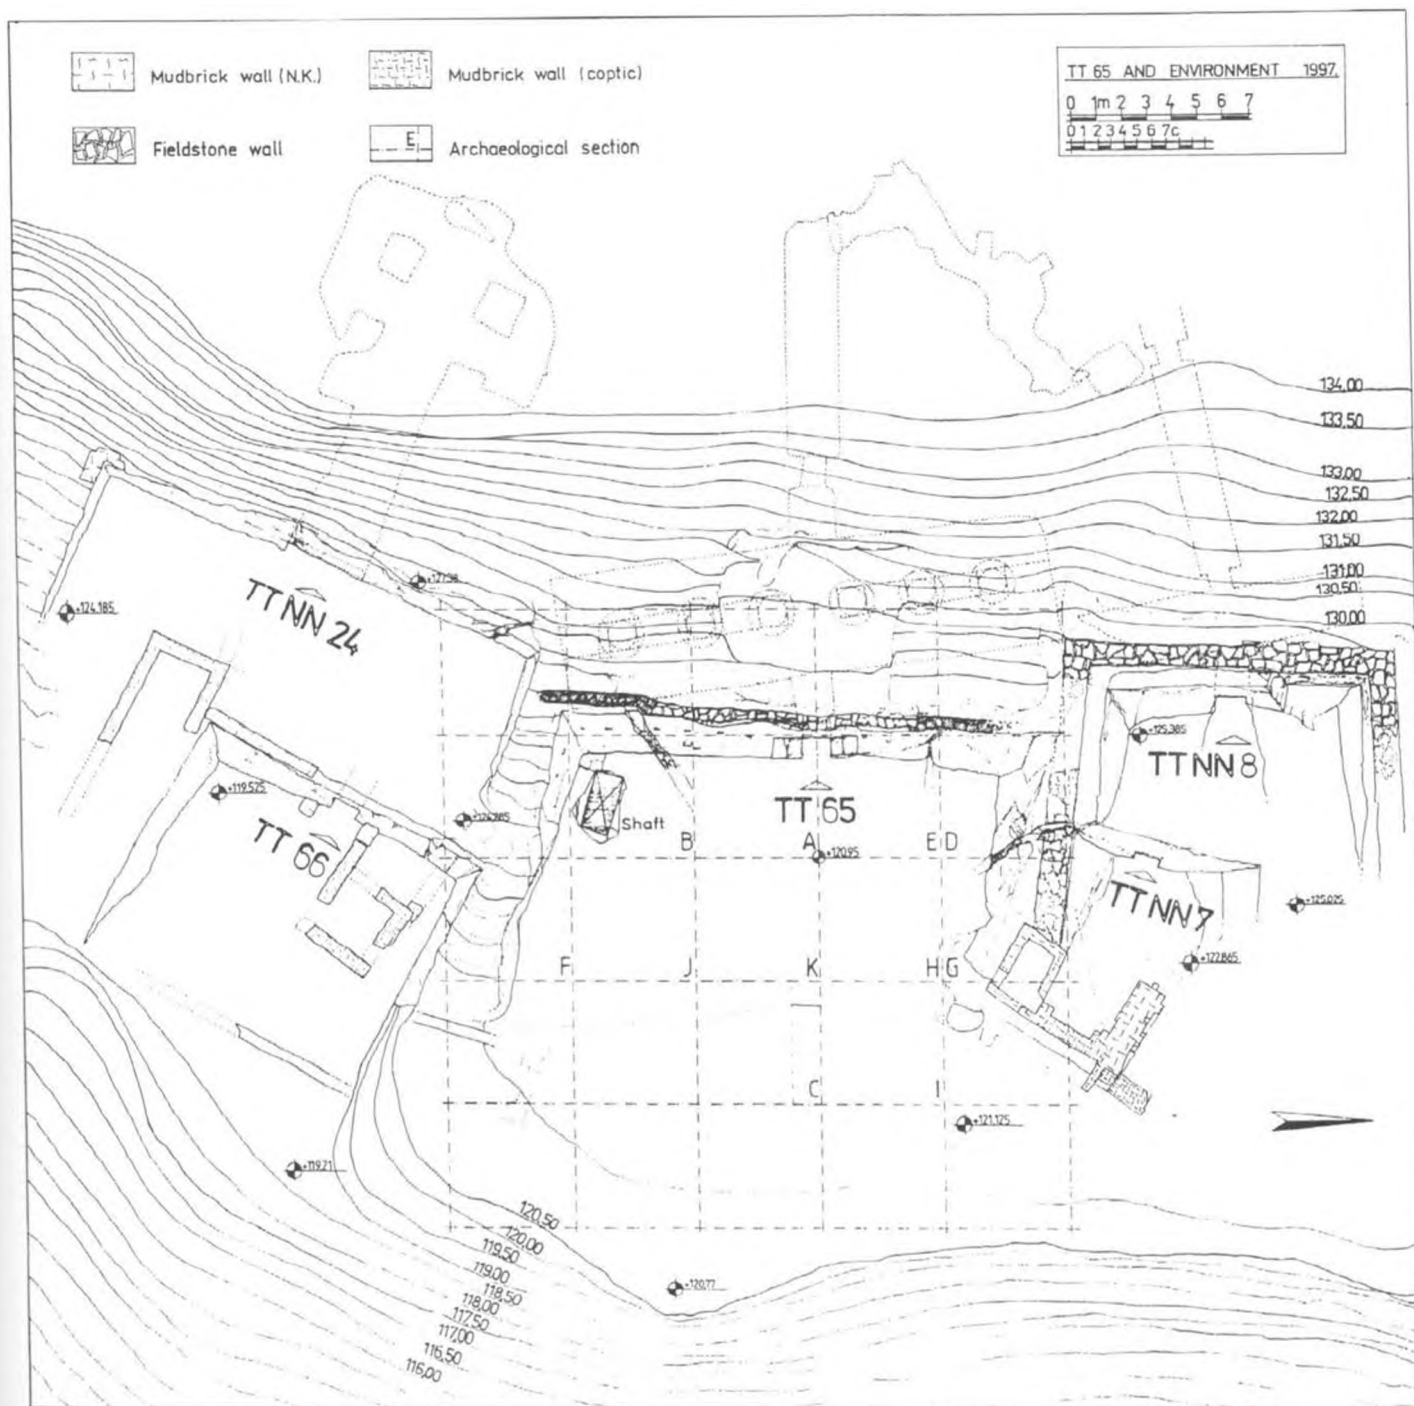 Mudbrick wall (N.K.)
Mudbrick wall (coptic)
Fieldstone wall
E
Archaeological section
TT 65 AND ENVIRONMENT 1997.
0 1m 2 3 4 5 6 7
0 1 2 3 4 5 6 7c
134,00
133,50
133,00
132,50
132,00
131,50
131,00
130,50
130,00
+124.185
TT NN 24
+119.525
TT 66
Shaft
TT 65
+125.385
TT NN 8
B
A
+120.95
E D
TT NN 7
+125.025
+122.865
F
J
K
H G
C
I
+121.125
+119.21
120,50
120,00
119,50
119,00
118,50
118,00
117,50
117,00
116,50
116,00
+120.77